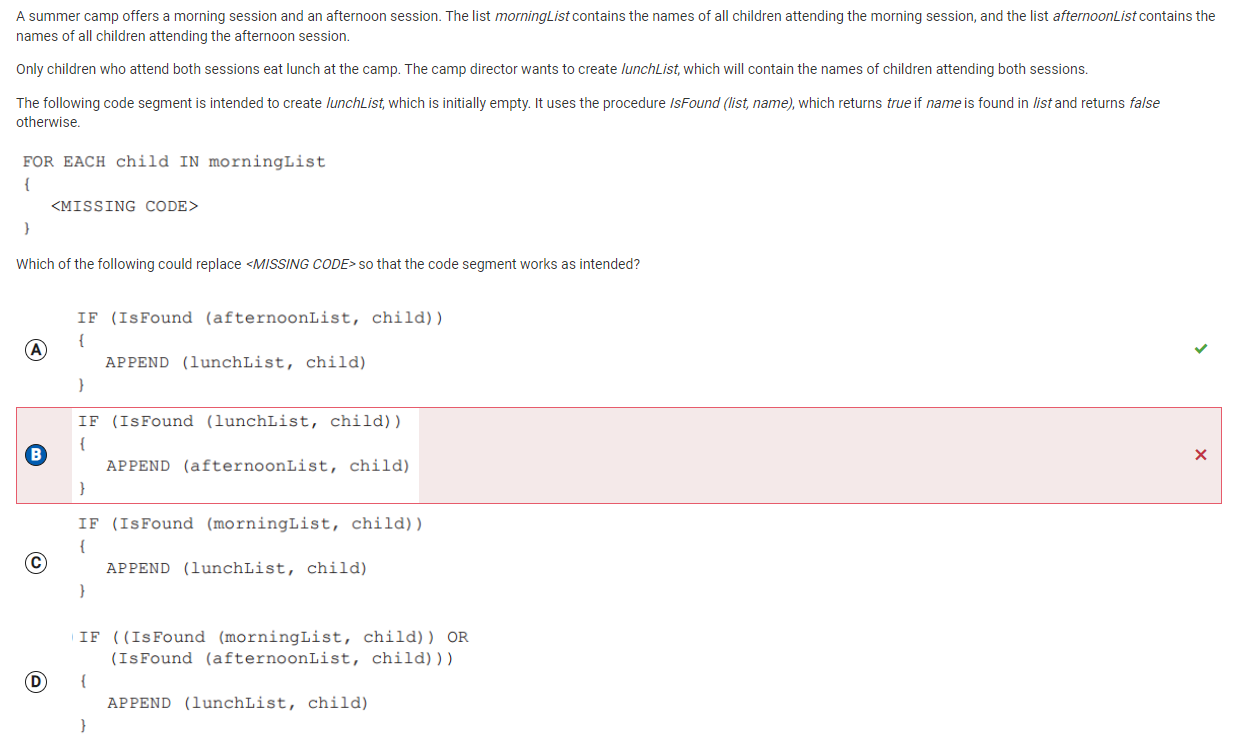 A summer camp offers a morning session and an afternoon session. The list morningList contains the names of all children attending the morning session, and the list afternoonList contains the
names of all children attending the afternoon session.
Only children who attend both sessions eat lunch at the camp. The camp director wants to create lunchList, which will contain the names of children attending both sessions.
The following code segment is intended to create lunchList, which is initially empty. It uses the procedure IsFound (list, name), which returns true if name is found in list and returns false
otherwise.
FOR EACH child IN morningList
{
<MISSING CODE>
}
Which of the following could replace <MISSING CODE> so that the code segment works as intended?
A
IF (IsFound (afternoonList, child))
{
APPEND (lunchList, child)
}
B
IF (IsFound (lunchList, child))
{
APPEND (afternoonList, child)
}
C
IF (IsFound (morningList, child))
{
APPEND (lunchList, child)
}
D
IF ((IsFound (morningList, child)) OR
(IsFound (afternoonList, child)))
{
APPEND (lunchList, child)
}